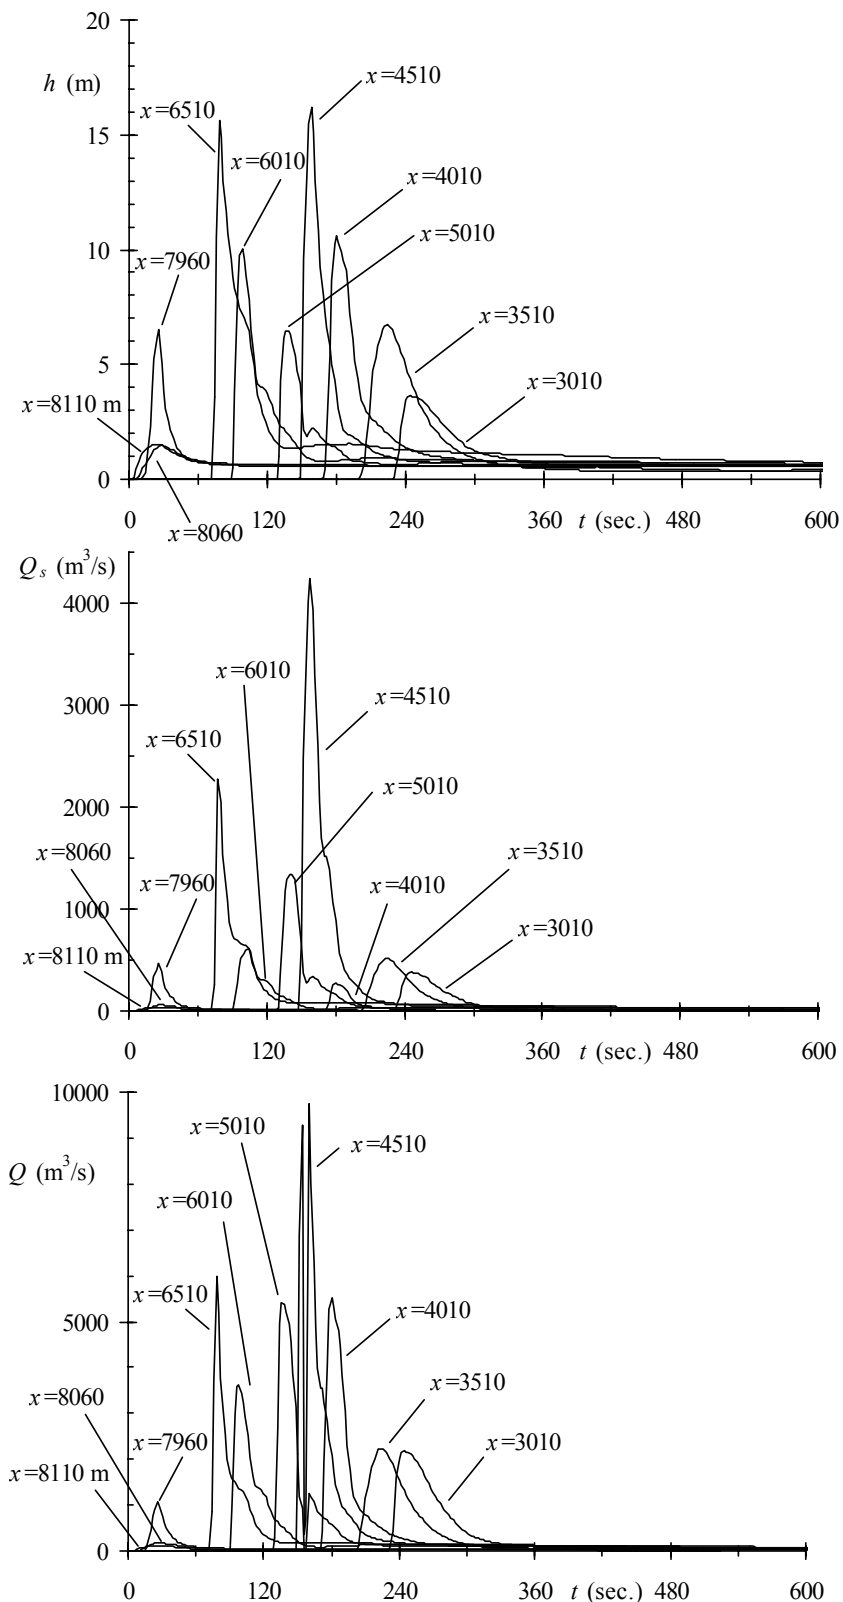 20
h (m)
x=4510
x=6510
15
x=6010
x=4010
x=5010
10
x=7960
x=3510
5
x=3010
x=8110 m
0
0 120 240 360 t (sec.) 480 600
x=8060
Qs (m³/s)
4000
x=6010
x=4510
3000
x=6510
x=5010
2000
x=8060
x=3510
x=7960
x=4010
1000
x=3010
x=8110 m
0
0 120 240 360 t (sec.) 480 600
10000
x=5010
x=4510
Q (m³/s)
x=6010
x=6510
x=4010
5000
x=3510
x=8060
x=7960
x=3010
x=8110 m
0
0 120 240 360 t (sec.) 480 600